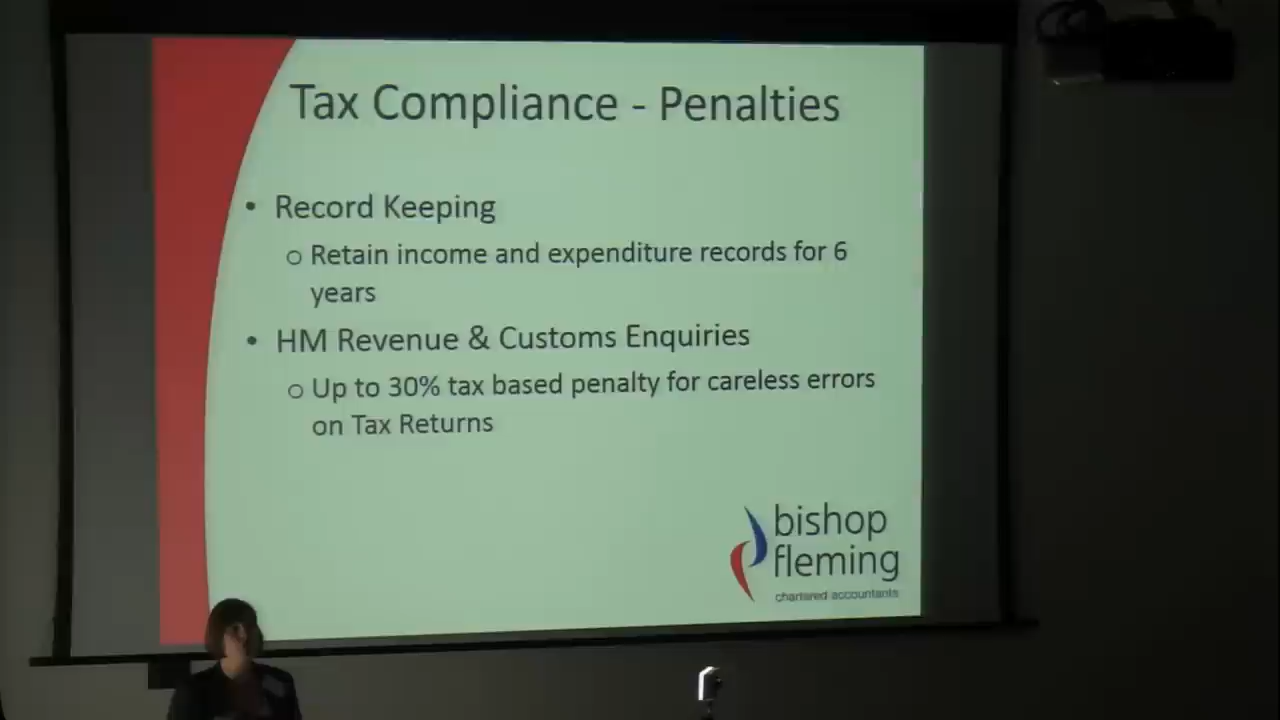 Tax Compliance - Penalties
• Record Keeping
o Retain income and expenditure records for 6
years
• HM Revenue & Customs Enquiries
o Up to 30% tax based penalty for careless errors
on Tax Returns
bishop
fleming
chartered accountants